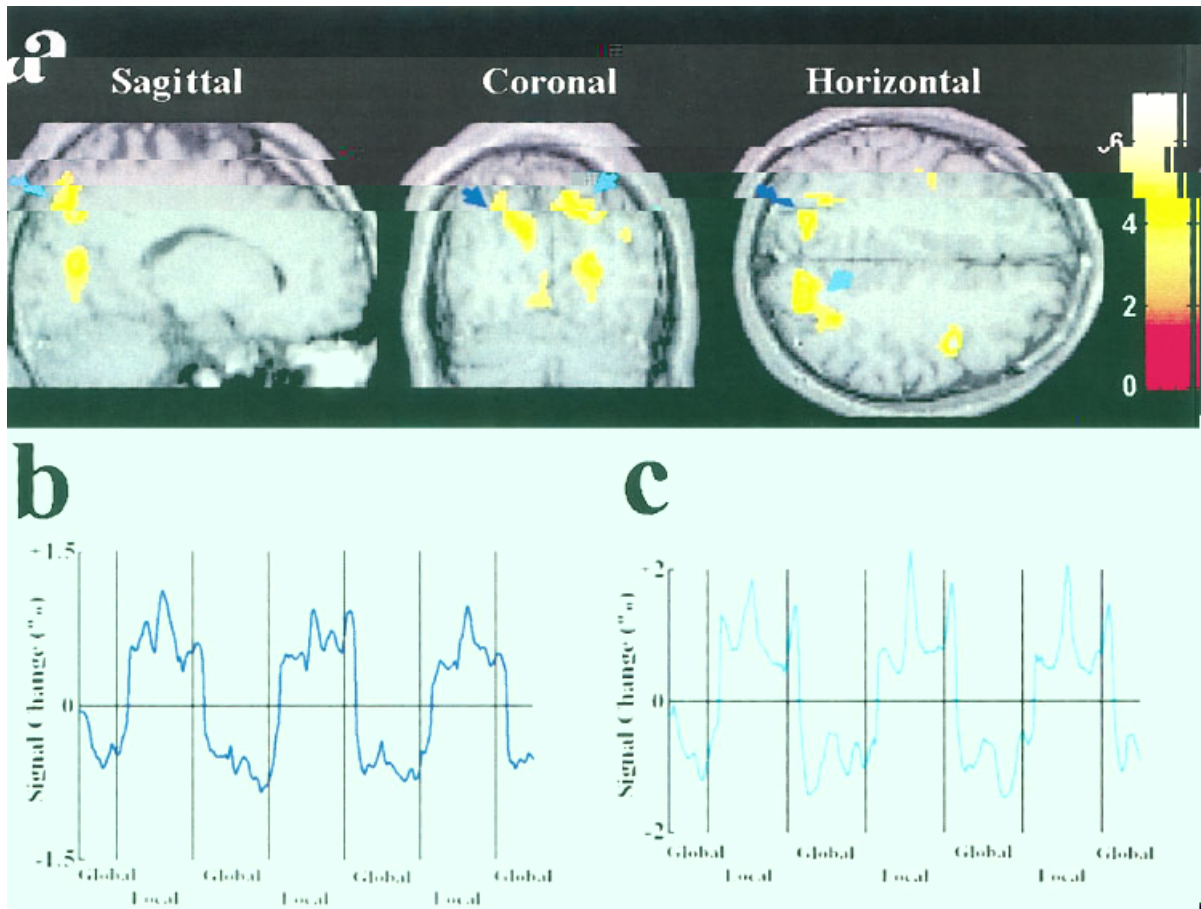 a
Sagittal Coronal Horizontal
6
4
2
0
b
c
+1.5
0
-1.5
Signal Change (%)
Global Global Global Global
Local Local Local
+2
0
-2
Signal Change (%)
Global Global Global Global
Local Local Local